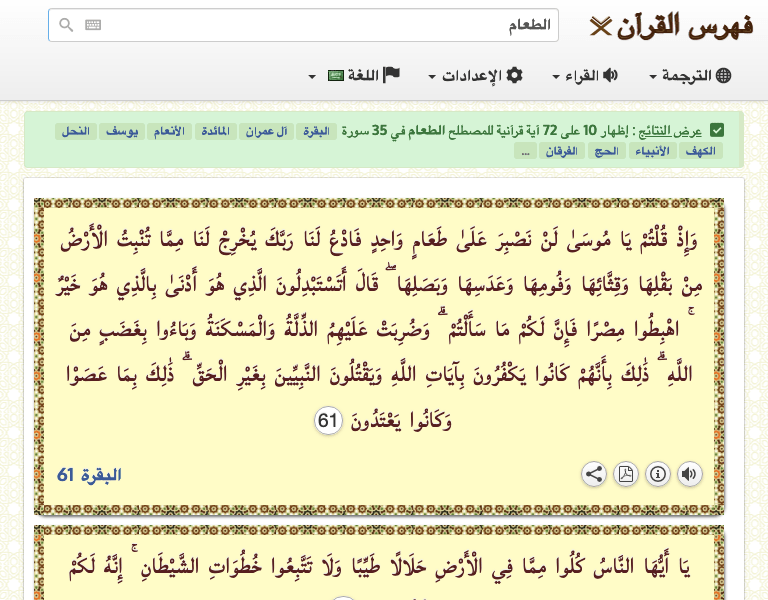 فهرس القرآن
الطعام
الترجمة
القراء
الإعدادات
اللغة
عرض النتائج : إظهار 10 على 72 آية قرآنية للمصطلح الطعام في 35 سورة البقرة آل عمران المائدة الأنعام يوسف النحل
الكهف الأنبياء الحج الفرقان ...
وَإِذْ قُلْتُمْ يَا مُوسَىٰ لَنْ نَصْبِرَ عَلَىٰ طَعَامٍ وَاحِدٍ فَادْعُ لَنَا رَبَّكَ يُخْرِجْ لَنَا مِمَّا تُنْبِتُ الْأَرْضُ
مِنْ بَقْلِهَا وَقِثَّائِهَا وَفُومِهَا وَعَدَسِهَا وَبَصَلِهَا ۖ قَالَ أَتَسْتَبْدِلُونَ الَّذِي هُوَ أَدْنَىٰ بِالَّذِي هُوَ خَيْرٌ
ۚ اهْبِطُوا مِصْرًا فَإِنَّ لَكُمْ مَا سَأَلْتُمْ ۗ وَضُرِبَتْ عَلَيْهِمُ الذِّلَّةُ وَالْمَسْكَنَةُ وَبَاءُوا بِغَضَبٍ مِنَ
اللَّهِ ۗ ذَٰلِكَ بِأَنَّهُمْ كَانُوا يَكْفُرُونَ بِآيَاتِ اللَّهِ وَيَقْتُلُونَ النَّبِيِّينَ بِغَيْرِ الْحَقِّ ۗ ذَٰلِكَ بِمَا عَصَوْا
وَكَانُوا يَعْتَدُونَ 61
البقرة 61
يَا أَيُّهَا النَّاسُ كُلُوا مِمَّا فِي الْأَرْضِ حَلَالًا طَيِّبًا وَلَا تَتَّبِعُوا خُطُوَاتِ الشَّيْطَانِ ۚ إِنَّهُ لَكُمْ